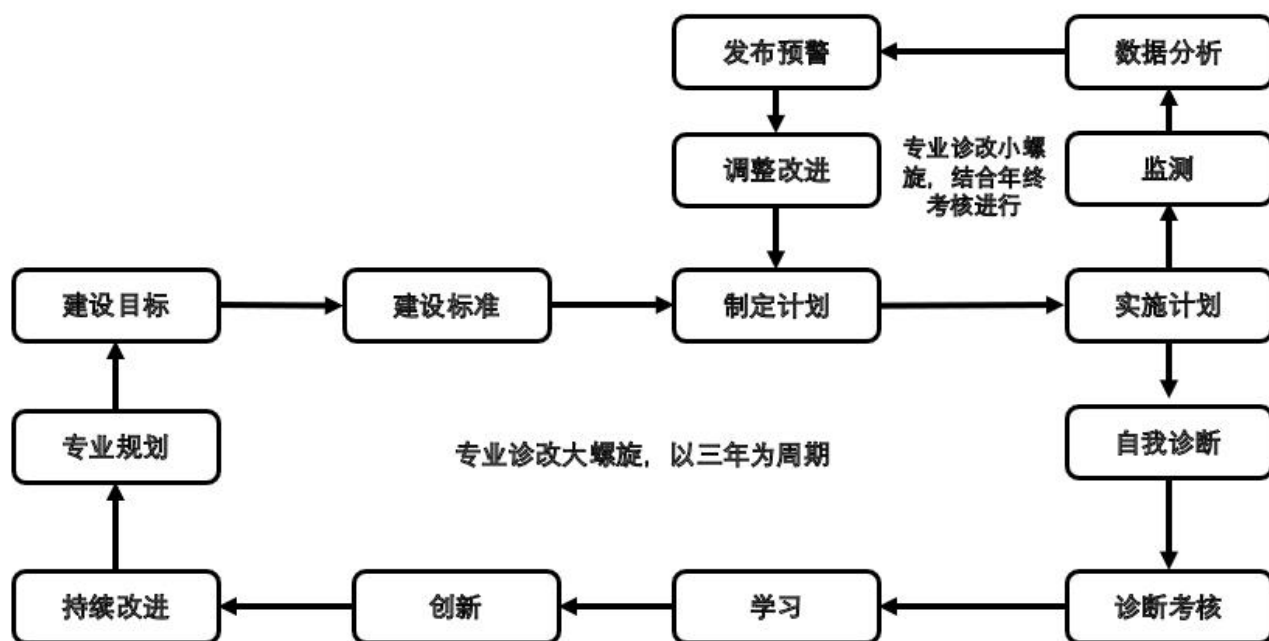 发布预警
数据分析
调整改进
专业诊改小螺
旋，结合年终
考核进行
监测
建设目标
建设标准
制定计划
实施计划
专业规划
专业诊改大螺旋，以三年为周期
自我诊断
持续改进
创新
学习
诊断考核